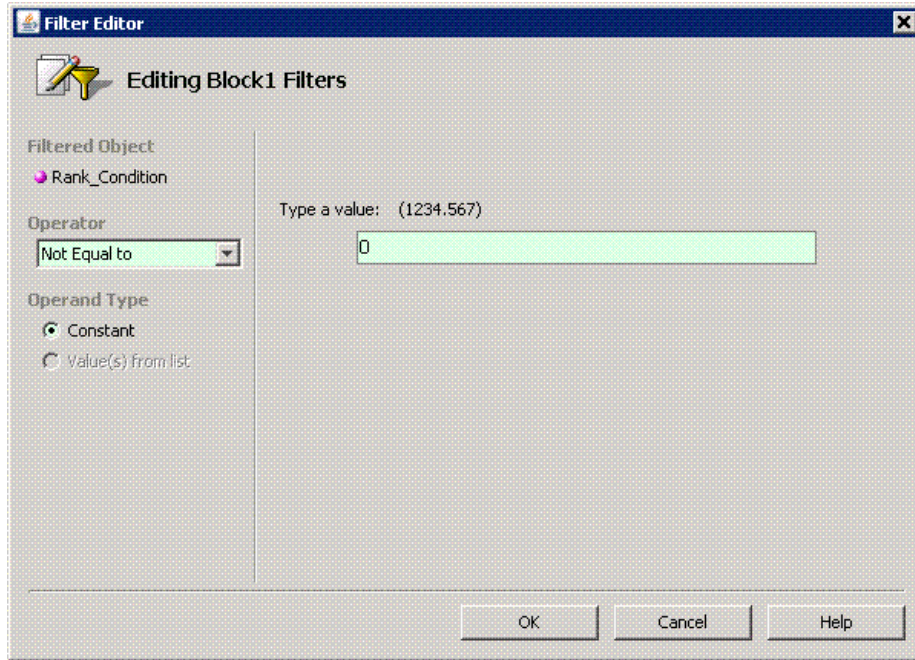 Filter Editor
Editing Block1 Filters
Filtered Object
Rank_Condition
Operator
Not Equal to
Operand Type
Constant
Value(s) from list
Type a value: (1234.567)
0
OK
Cancel
Help